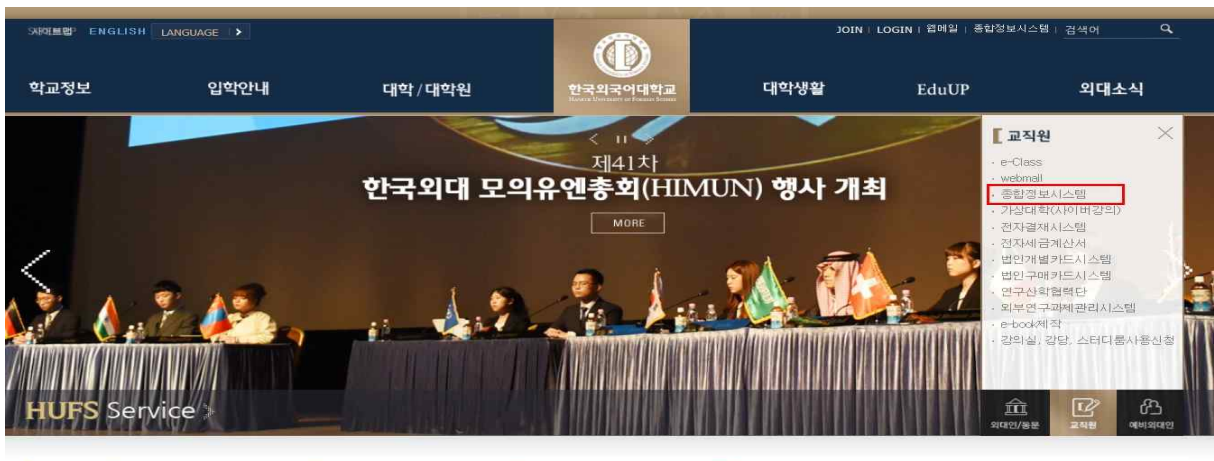 사이트맵 ENGLISH LANGUAGE >
JOIN | LOGIN | 웹메일 | 종합정보시스템 | 검색어
학교정보 입학안내 대학/대학원 한국외국어대학교 대학생활 EduUP 외대소식
HANKUK UNIVERSITY OF FOREIGN STUDIES
제41차
한국외대 모의유엔총회(HIMUN) 행사 개최
MORE
교직원
· e-Class
· webmail
· 종합정보시스템
· 가상대학(사이버강의)
· 전자결재시스템
· 전자세금계산서
· 법인개별카드시스템
· 법인구매카드시스템
· 연구산학협력단
· 외부연구과제관리시스템
· e-book제작
· 강의실, 강당, 스터디룸사용신청
HUFS Service
외대인/동문 교직원 예비외대인